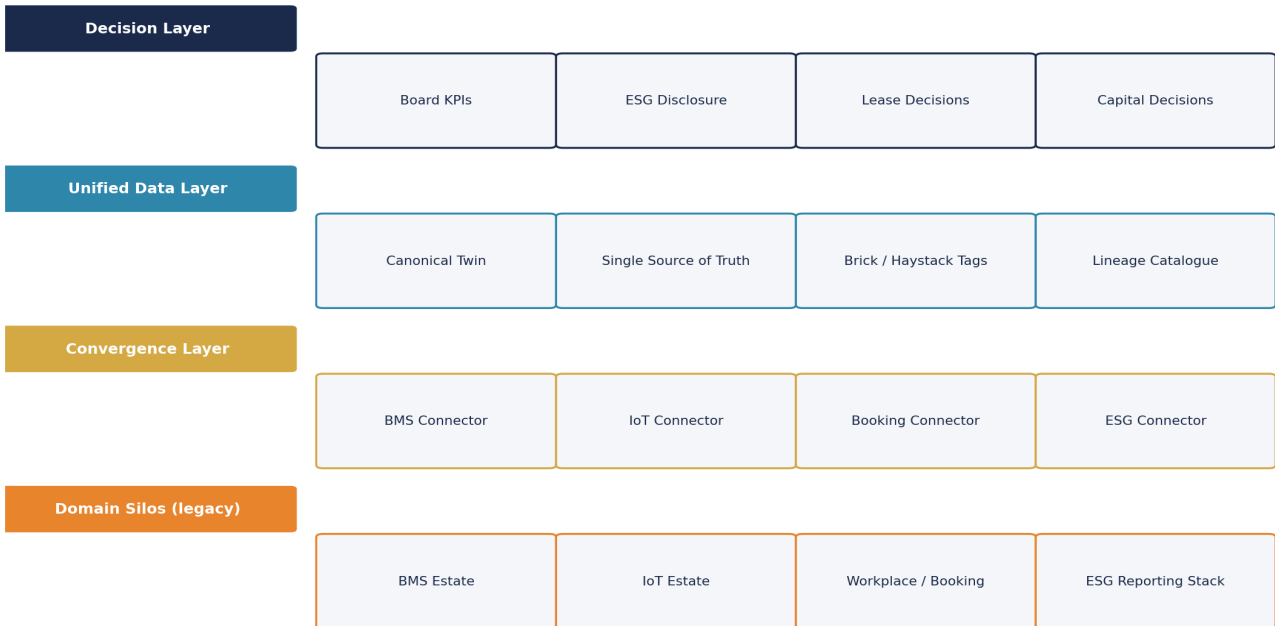 Decision Layer
Board KPIs
ESG Disclosure
Lease Decisions
Capital Decisions
Unified Data Layer
Canonical Twin
Single Source of Truth
Brick / Haystack Tags
Lineage Catalogue
Convergence Layer
BMS Connector
IoT Connector
Booking Connector
ESG Connector
Domain Silos (legacy)
BMS Estate
IoT Estate
Workplace / Booking
ESG Reporting Stack